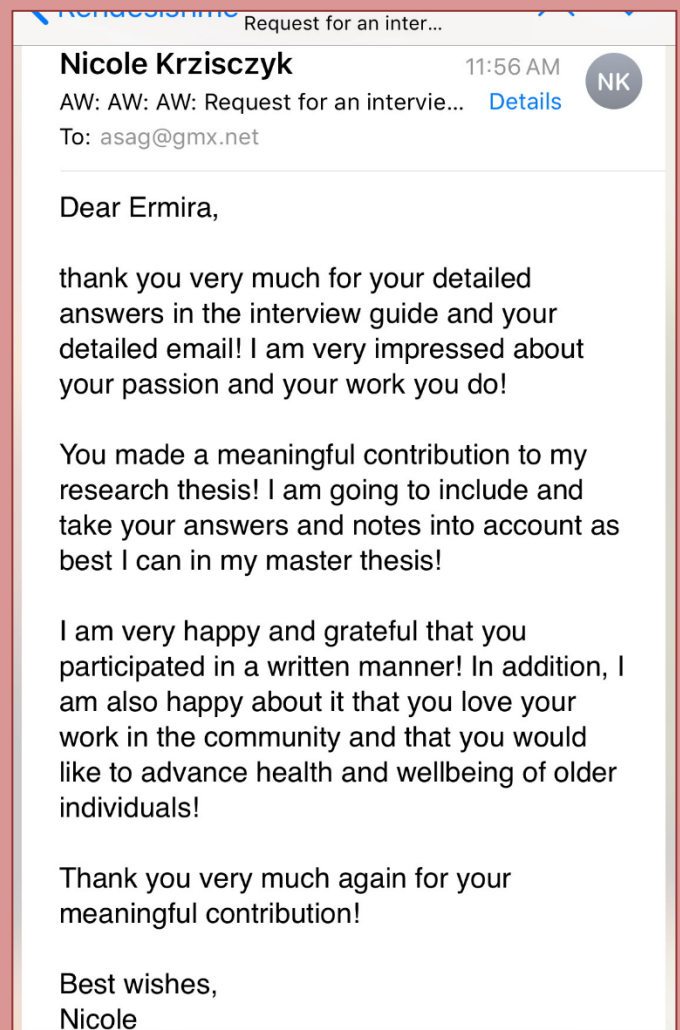 Request for an inter...
Nicole Krzisczyk
11:56 AM
NK
AW: AW: AW: Request for an intervie... Details
To: asag@gmx.net
Dear Ermira,
thank you very much for your detailed
answers in the interview guide and your
detailed email! I am very impressed about
your passion and your work you do!
You made a meaningful contribution to my
research thesis! I am going to include and
take your answers and notes into account as
best I can in my master thesis!
I am very happy and grateful that you
participated in a written manner! In addition, I
am also happy about it that you love your
work in the community and that you would
like to advance health and wellbeing of older
individuals!
Thank you very much again for your
meaningful contribution!
Best wishes,
Nicole